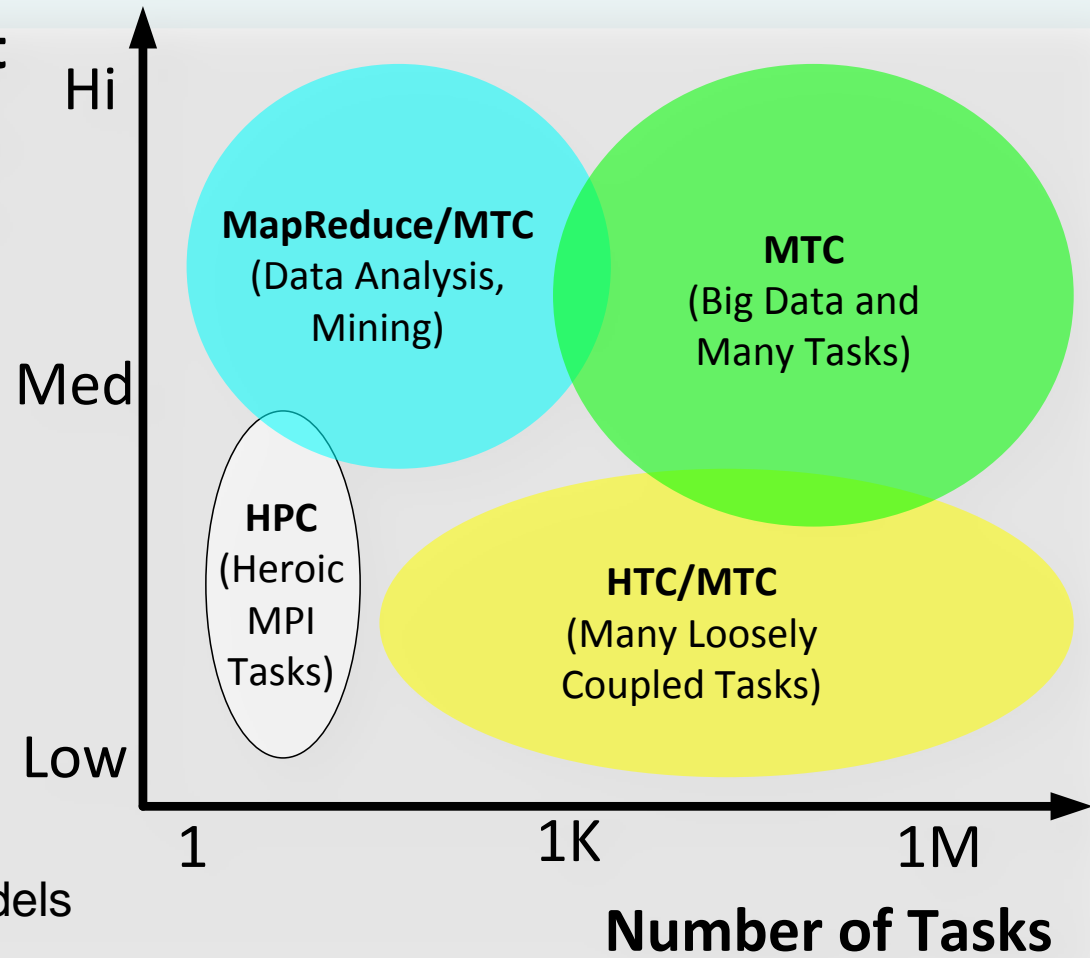 t
Hi
MapReduce/MTC
(Data Analysis,
Mining)
MTC
(Big Data and
Many Tasks)
Med
HPC
(Heroic
MPI
Tasks)
HTC/MTC
(Many Loosely
Coupled Tasks)
Low
1
1K
1M
dels
Number of Tasks